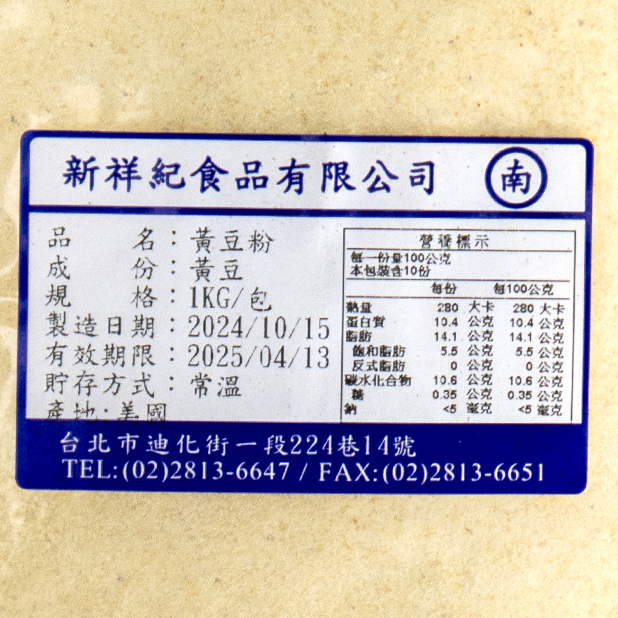 新祥紀食品有限公司 南
品 名：黃豆粉
成 份：黃豆
規 格：1KG/包
製造日期：2024/10/15
有效期限：2025/04/13
貯存方式：常溫
產地：美國
營養標示
每一份量100公克
本包裝含10份
每份 每100公克
熱量 280 大卡 280 大卡
蛋白質 10.4 公克 10.4 公克
脂肪 14.1 公克 14.1 公克
飽和脂肪 5.5 公克 5.5 公克
反式脂肪 0 公克 0 公克
碳水化合物 10.6 公克 10.6 公克
糖 0.35 公克 0.35 公克
鈉 <5 毫克 <5 毫克
台北市迪化街一段224巷14號
TEL:(02)2813-6647 / FAX:(02)2813-6651